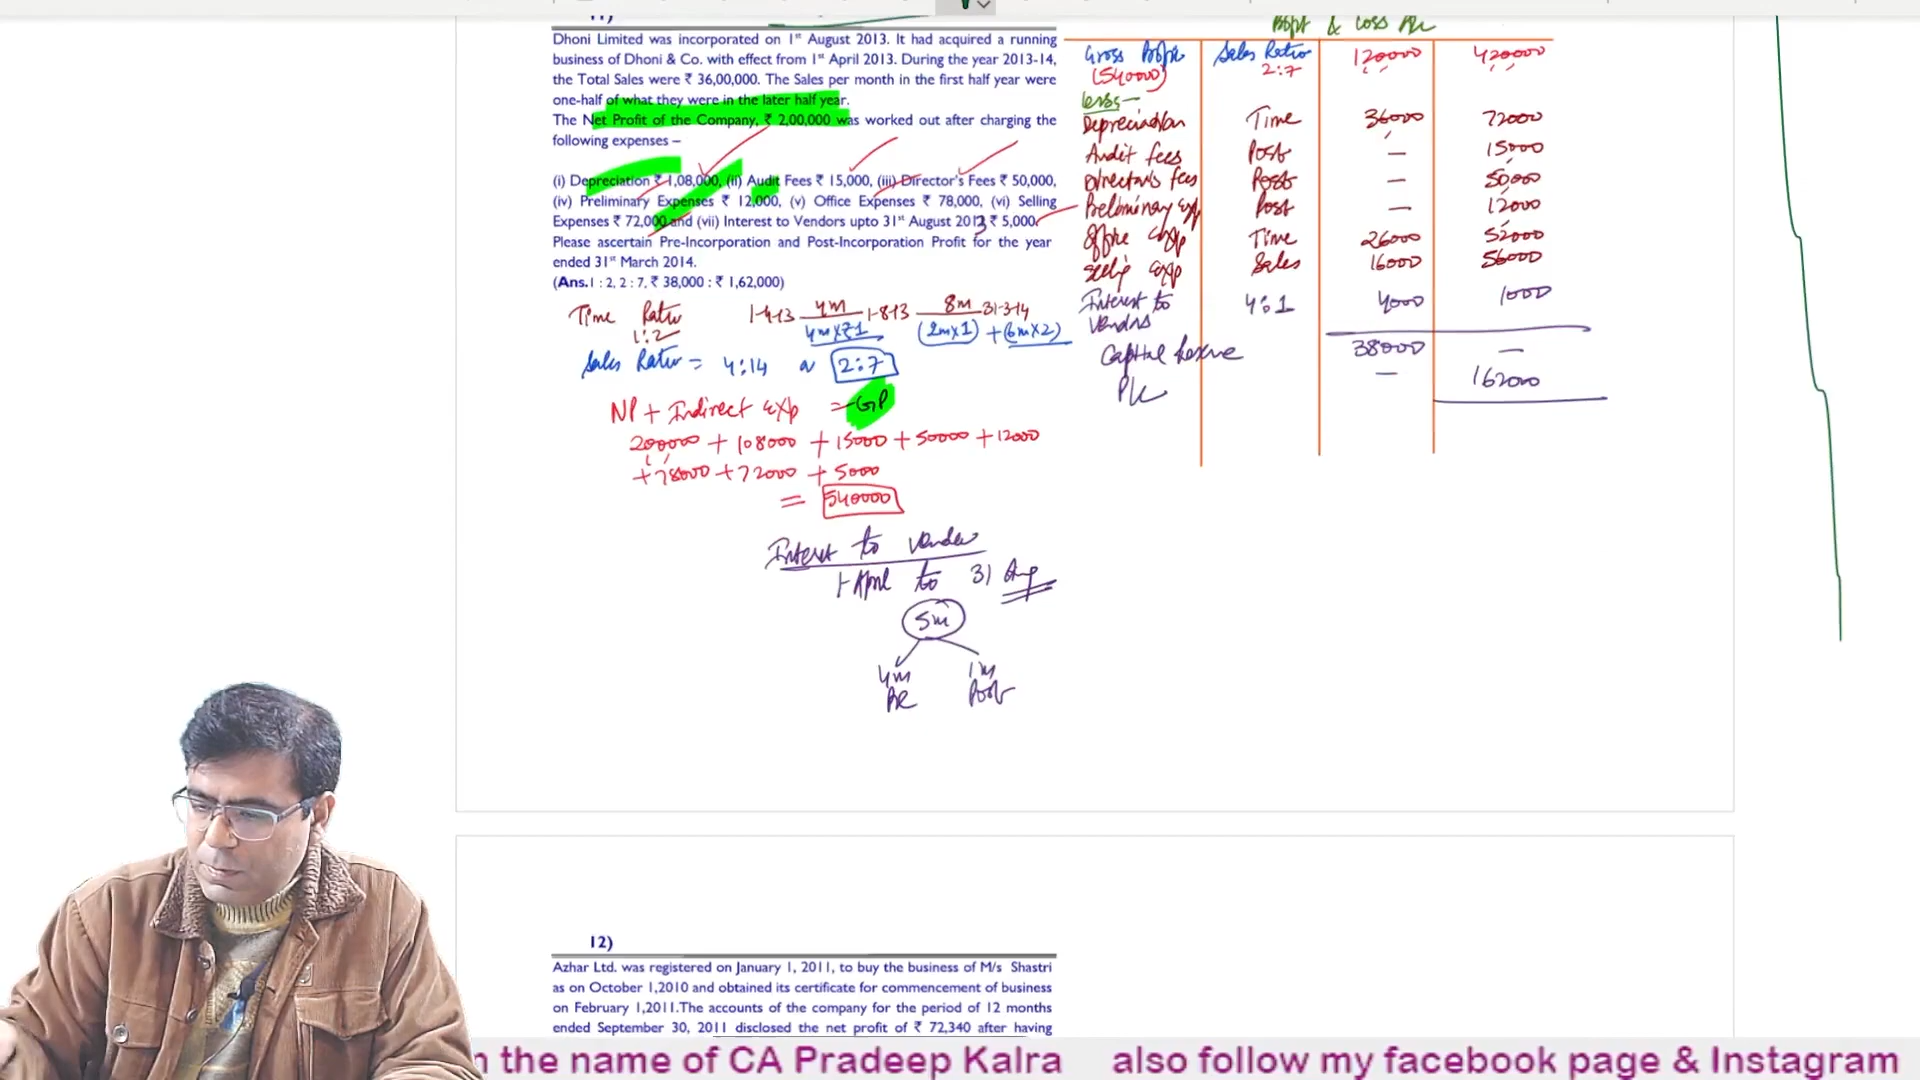 11)
Dhoni Limited was incorporated on 1st August 2013. It had acquired a running
business of Dhoni & Co. with effect from 1st April 2013. During the year 2013-14,
the Total Sales were ₹ 36,00,000. The Sales per month in the first half year were
one-half of what they were in the later half year.
The Net Profit of the Company, ₹ 2,00,000 was worked out after charging the
following expenses –
(i) Depreciation ₹ 1,08,000, (ii) Audit Fees ₹ 15,000, (iii) Director's Fees ₹ 50,000,
(iv) Preliminary Expenses ₹ 12,000, (v) Office Expenses ₹ 78,000, (vi) Selling
Expenses ₹ 72,000 and (vii) Interest to Vendors upto 31st August 2013 ₹ 5,000.
Please ascertain Pre-Incorporation and Post-Incorporation Profit for the year
ended 31st March 2014.
(Ans.1 : 2, 2 : 7, ₹ 38,000 : ₹ 1,62,000)
Time Ratio
1:2
1-4-13 4m 1-8-13 8m 31-3-14
(2m×1) + (6m×2)
Sales Ratio = 4:14 2:7
NP + Indirect exp = GP
200000 + 108000 + 15000 + 50000 + 12000
+78000 + 72000 + 5000
= 540000
Interest to Vendor
1 April to 31 Aug
5m
4m 1m
Pre Post
Profit & Loss A/c
Gross Profit Sales Ratio 120000 420000
(540000) 2:7
less:-
Depreciation Time 36000 72000
Audit fees Post — 15000
Director's fees Post — 50000
Preliminary exp Post — 12000
Office exp Time 26000 52000
Selling exp Sales 16000 56000
Interest to 4:1 4000 1000
Vendors
Capital Reserve 38000 —
P/L — 162000
12)
Azhar Ltd. was registered on January 1, 2011, to buy the business of M/s Shastri
as on October 1,2010 and obtained its certificate for commencement of business
on February 1,2011.The accounts of the company for the period of 12 months
ended September 30, 2011 disclosed the net profit of ₹ 72,340 after having
n the name of CA Pradeep Kalra also follow my facebook page & Instagram